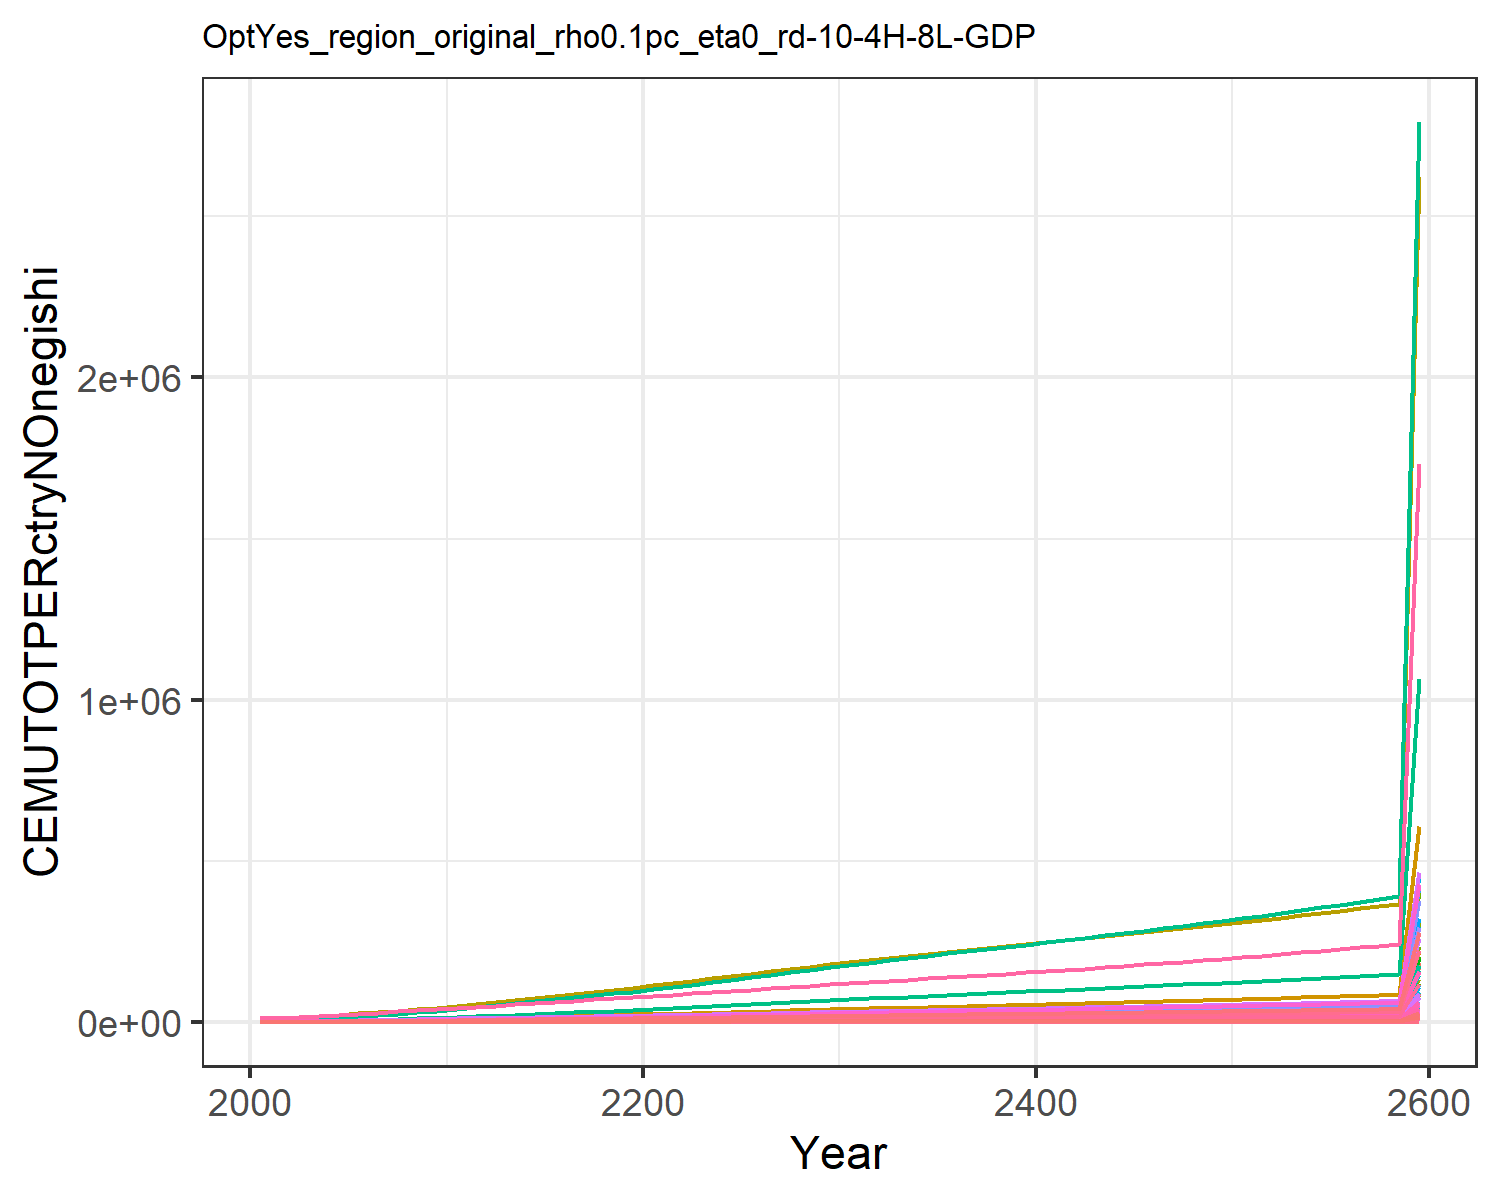 OptYes_region_original_rho0.1pc_eta0_rd-10-4H-8L-GDP
CEMUTOTPERctryNOnegishi
2e+06
1e+06
0e+00
2000
2200
2400
2600
Year